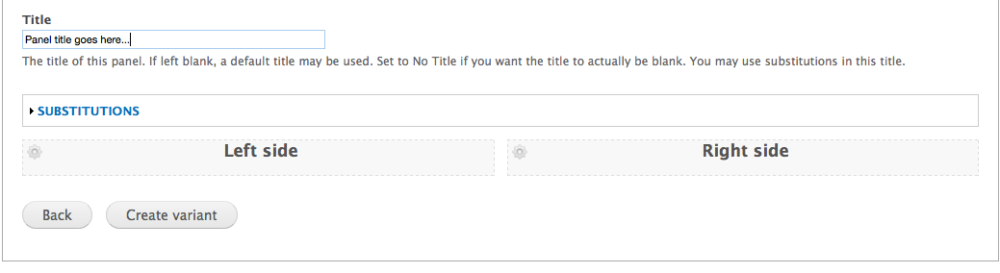 Title
Panel title goes here...
The title of this panel. If left blank, a default title may be used. Set to No Title if you want the title to actually be blank. You may use substitutions in this title.
SUBSTITUTIONS
Left side Right side
Back Create variant